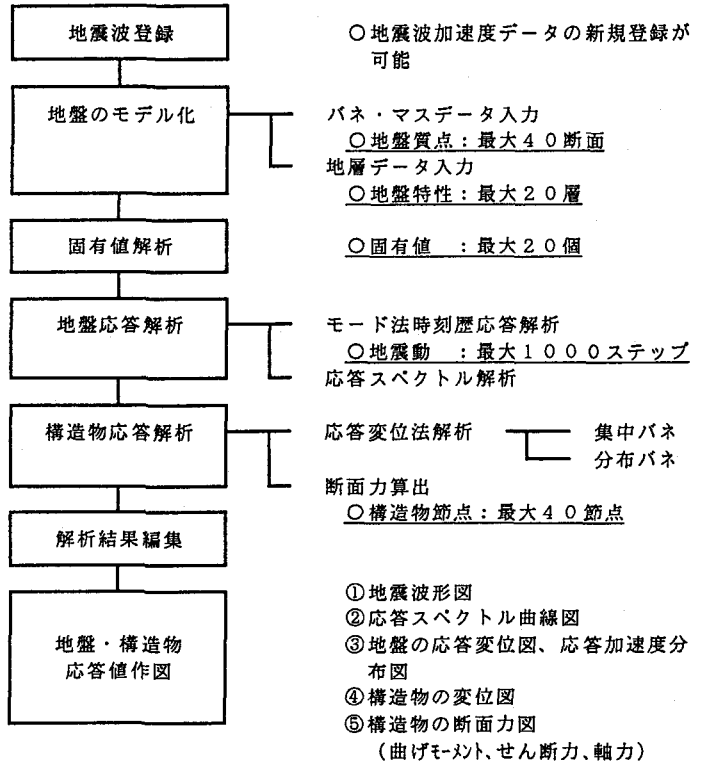 地震波登録
○地震波加速度データの新規登録が
可能
地盤のモデル化
バネ・マスデータ入力
○地盤質点：最大４０断面
地層データ入力
○地盤特性：最大２０層
固有値解析
○固有値　：最大２０個
地盤応答解析
モード法時刻歴応答解析
○地震動　：最大１０００ステップ
応答スペクトル解析
構造物応答解析
応答変位法解析
集中バネ
分布バネ
断面力算出
○構造物節点：最大４０節点
解析結果編集
地盤・構造物
応答値作図
①地震波形図
②応答スペクトル曲線図
③地盤の応答変位図、応答加速度分
布図
④構造物の変位図
⑤構造物の断面力図
（曲げﾓｰﾒﾝﾄ、せん断力、軸力）